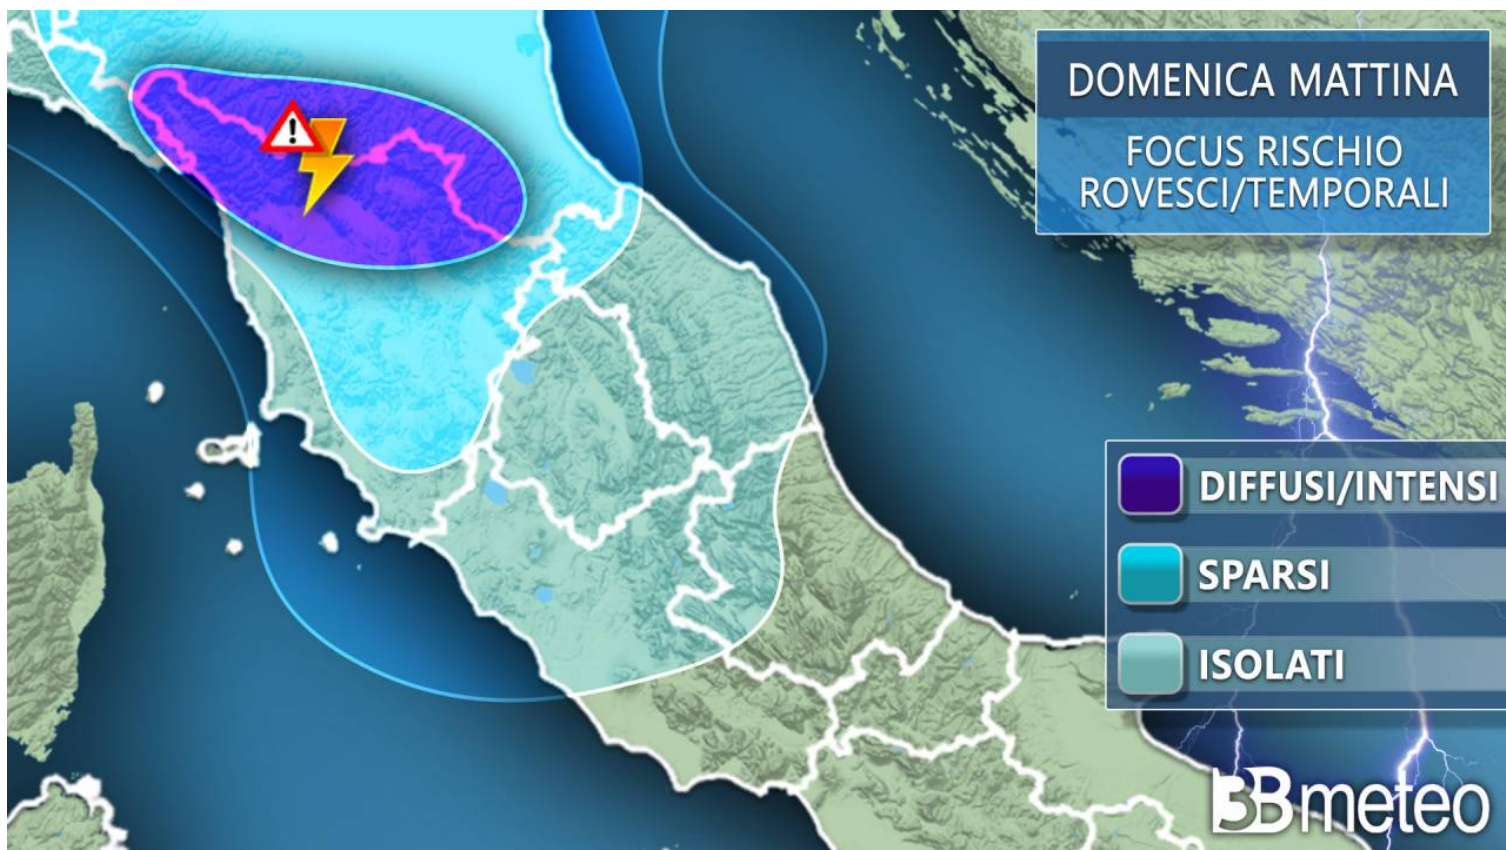 DOMENICA MATTINA
FOCUS RISCHIO
ROVESCI/TEMPORALI
!
DIFFUSI/INTENSI
SPARSI
ISOLATI
3Bmeteo